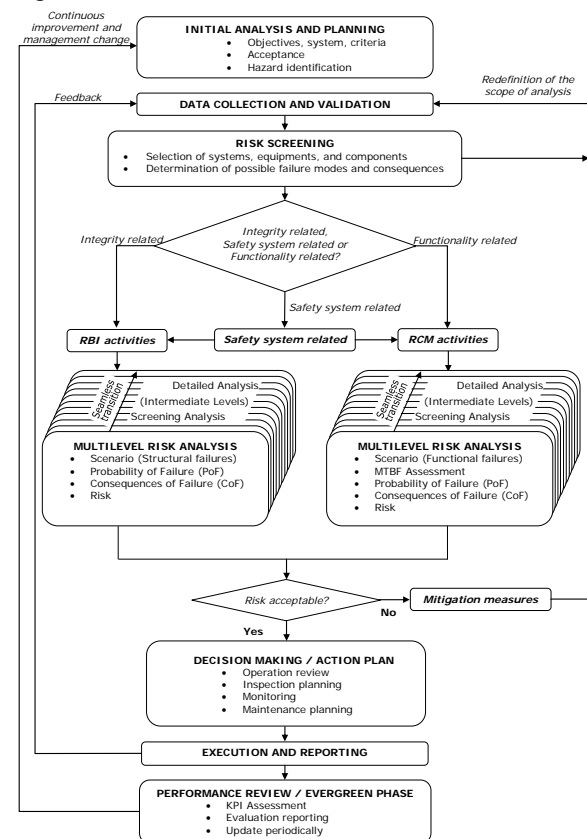 Continuous
improvement and
management change
INITIAL ANALYSIS AND PLANNING
• Objectives, system, criteria
• Acceptance
• Hazard identification
Redefinition of the
scope of analysis
Feedback
DATA COLLECTION AND VALIDATION
RISK SCREENING
• Selection of systems, equipments, and components
• Determination of possible failure modes and consequences
Integrity related,
Safety system related or
Functionality related?
Integrity related
Functionality related
Safety system related
RBI activities
Safety system related
RCM activities
Seamless
transition
Detailed Analysis
(Intermediate Levels)
Screening Analysis
MULTILEVEL RISK ANALYSIS
• Scenario (Structural failures)
• Probability of Failure (PoF)
• Consequences of Failure (CoF)
• Risk
Seamless
transition
Detailed Analysis
(Intermediate Levels)
Screening Analysis
MULTILEVEL RISK ANALYSIS
• Scenario (Functional failures)
• MTBF Assessment
• Probability of Failure (PoF)
• Consequences of Failure (CoF)
• Risk
Risk acceptable?
No
Mitigation measures
Yes
DECISION MAKING / ACTION PLAN
• Operation review
• Inspection planning
• Monitoring
• Maintenance planning
EXECUTION AND REPORTING
PERFORMANCE REVIEW / EVERGREEN PHASE
• KPI Assessment
• Evaluation reporting
• Update periodically